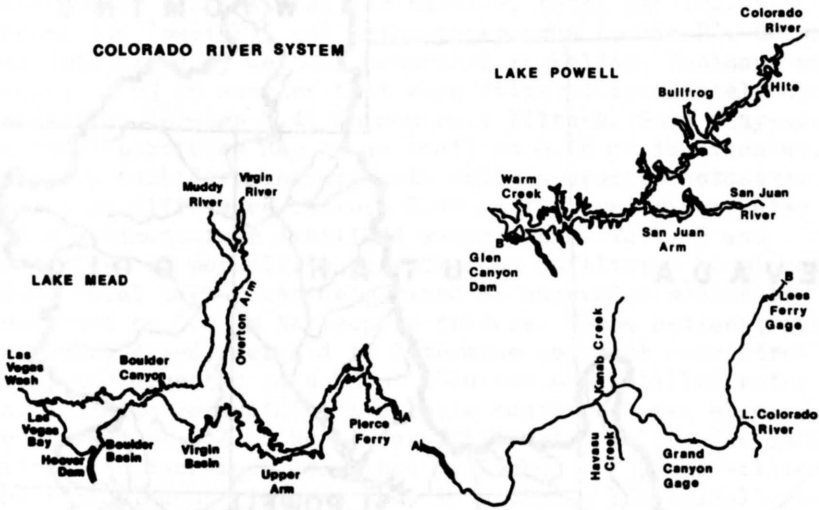 COLORADO RIVER SYSTEM
LAKE POWELL
Colorado
River
Hite
Bullfrog
Warm
Creek
San Juan
River
San Juan
Arm
B
Glen
Canyon
Dam
Muddy
River
Virgin
River
LAKE MEAD
Overton Arm
Las
Vegas
Wash
Boulder
Canyon
Las
Vegas
Bay
Hoover
Dam
Boulder
Basin
Virgin
Basin
Upper
Arm
Pierce
Ferry
Kanab Creek
Havasu
Creek
Grand
Canyon
Gage
L. Colorado
River
B
Lees
Ferry
Gage